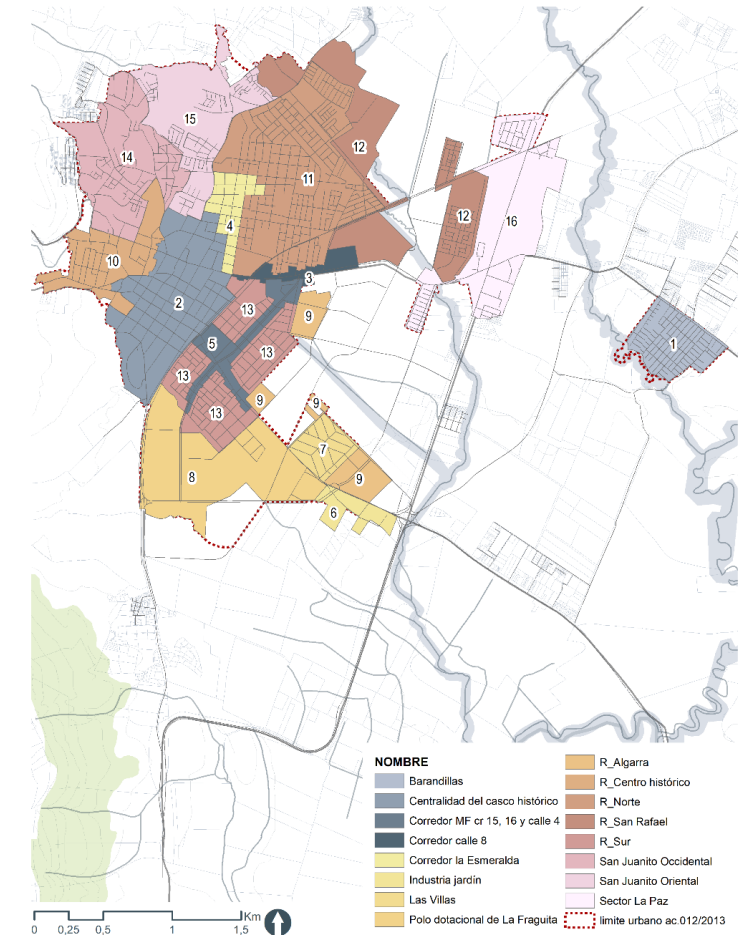 15
14
12
11
12
16
4
10
2
3
13
9
5
13
1
13
9
13
9
7
8
9
6
NOMBRE
Barandillas
Centralidad del casco histórico
Corredor MF cr 15, 16 y calle 4
Corredor calle 8
Corredor la Esmeralda
Industria jardín
Las Villas
Polo dotacional de La Fraguita
R_Algarra
R_Centro histórico
R_Norte
R_San Rafael
R_Sur
San Juanito Occidental
San Juanito Oriental
Sector La Paz
limite urbano ac.012/2013
Km
0 0,25 0,5 1 1,5